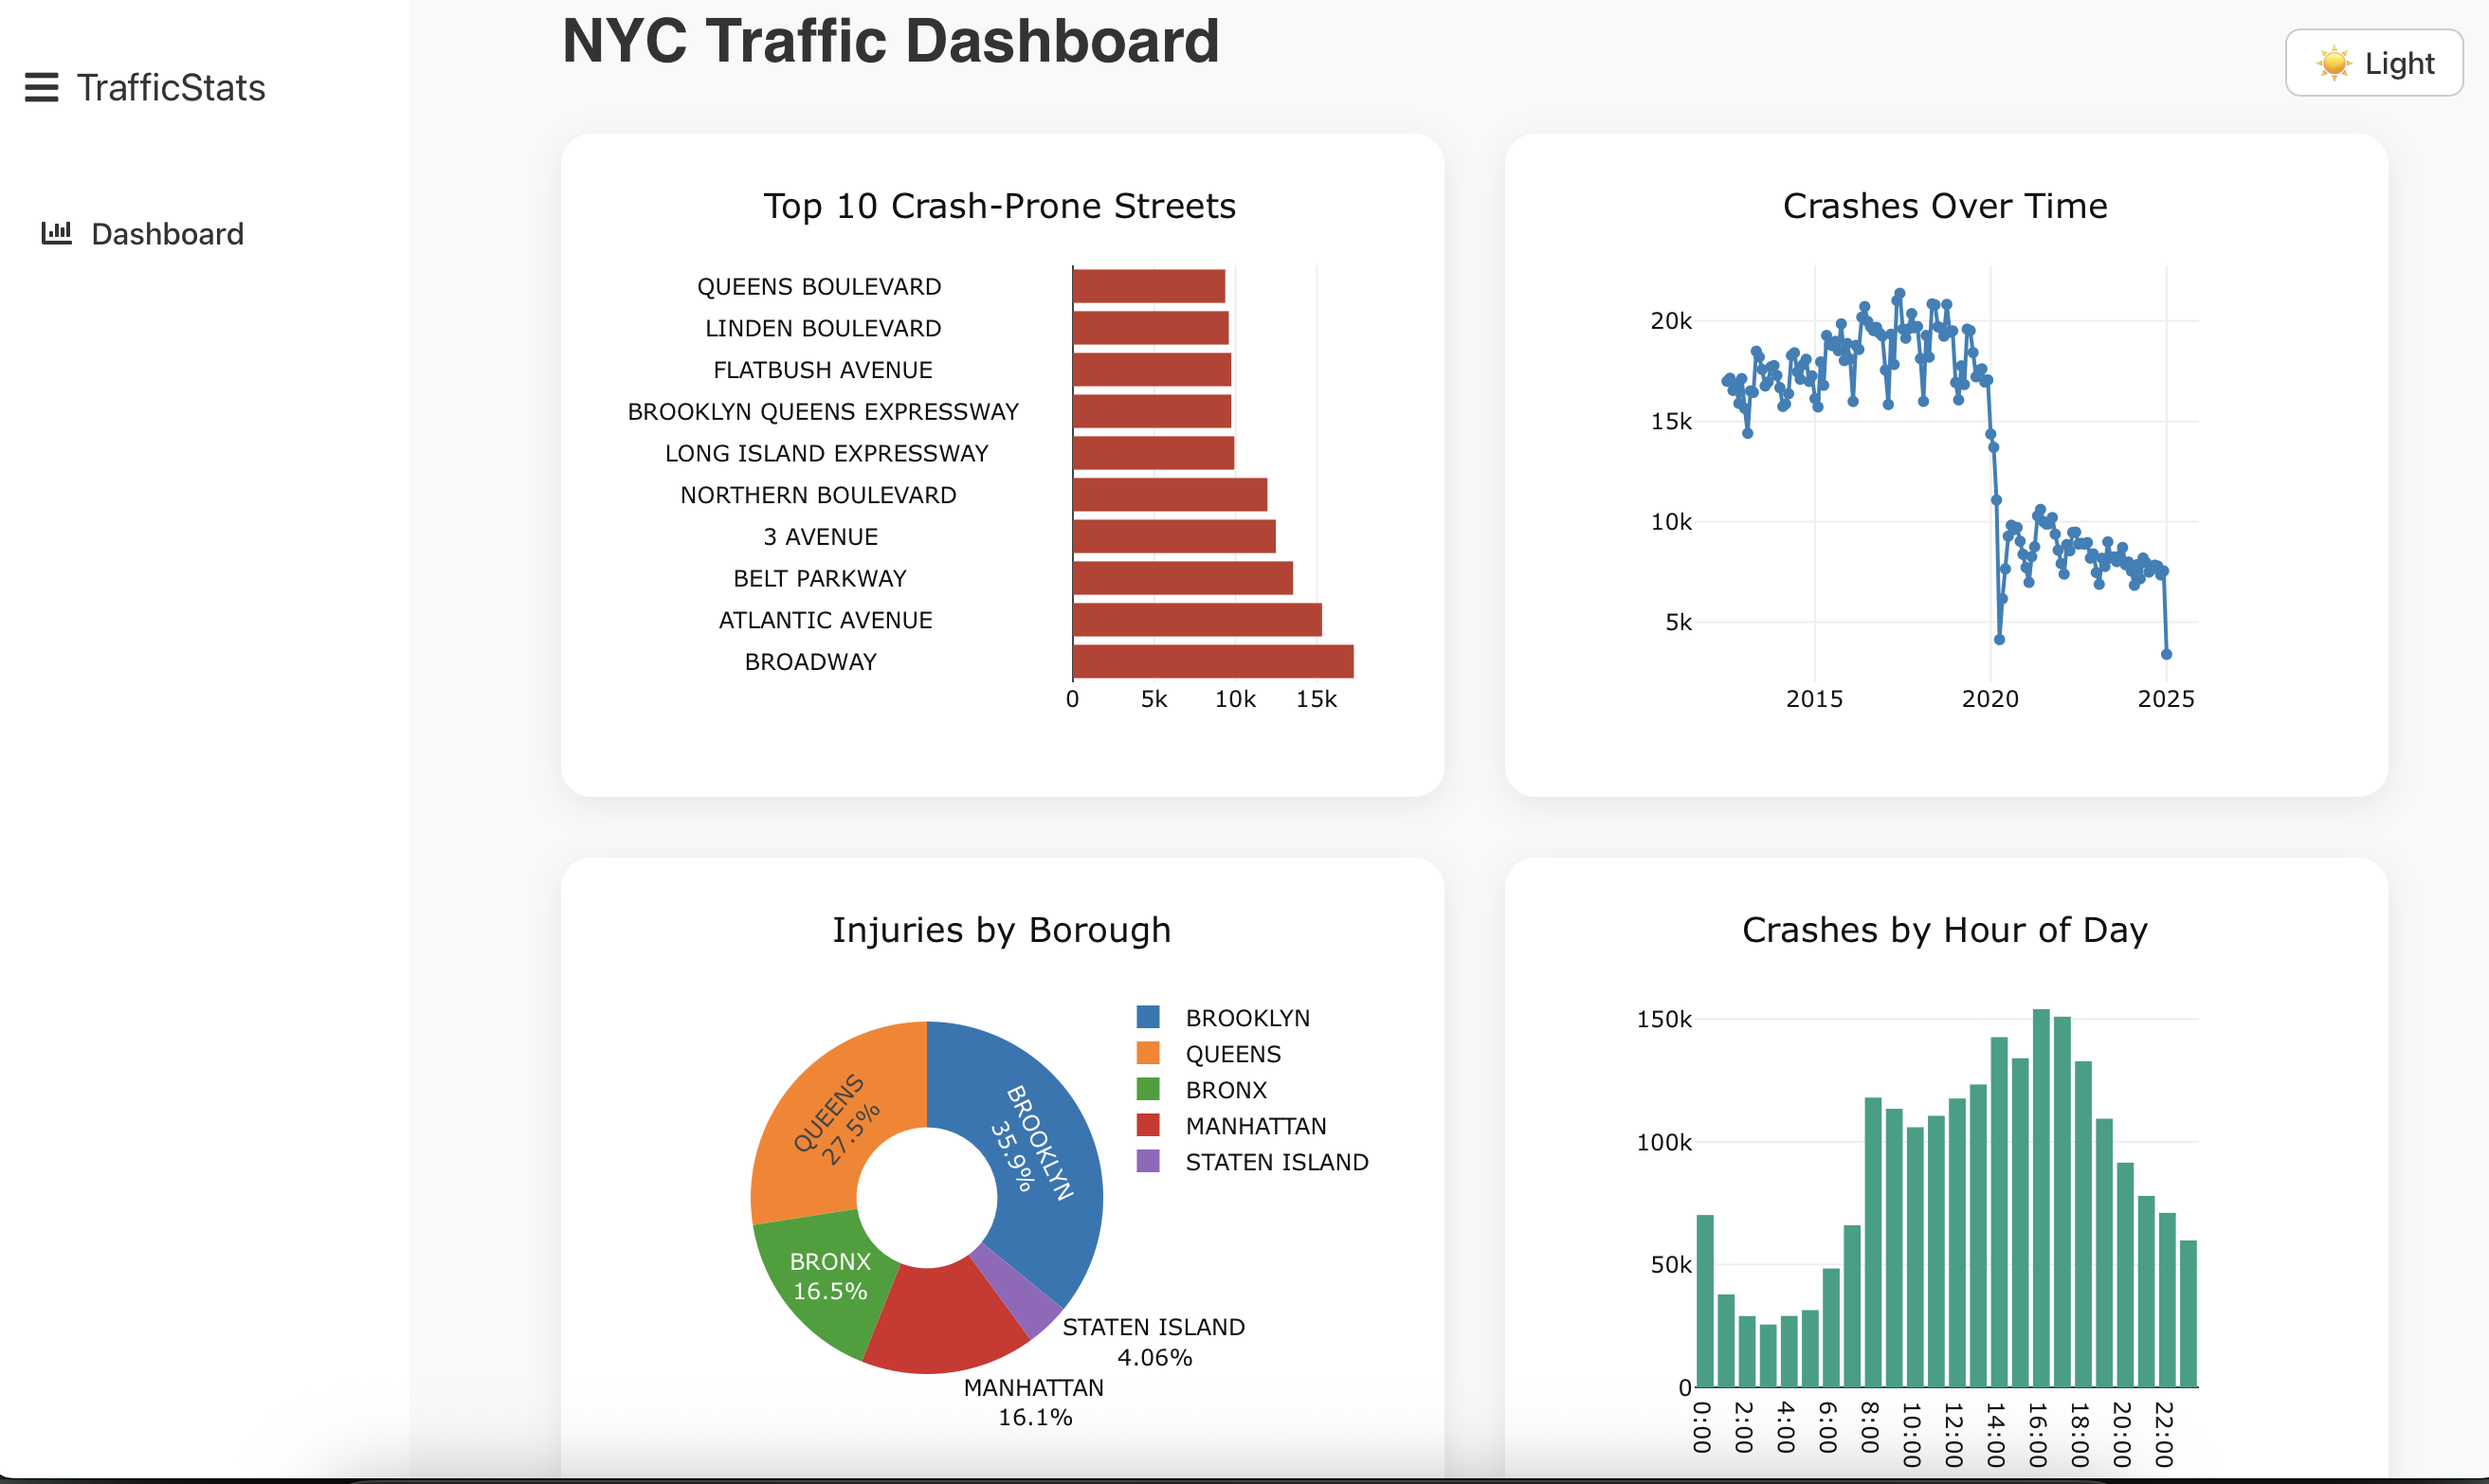 NYC Traffic Dashboard
Light
TrafficStats
Dashboard
Top 10 Crash-Prone Streets
QUEENS BOULEVARD
LINDEN BOULEVARD
FLATBUSH AVENUE
BROOKLYN QUEENS EXPRESSWAY
LONG ISLAND EXPRESSWAY
NORTHERN BOULEVARD
3 AVENUE
BELT PARKWAY
ATLANTIC AVENUE
BROADWAY
0 5k 10k 15k
Crashes Over Time
20k
15k
10k
5k
2015 2020 2025
Injuries by Borough
BROOKLYN
QUEENS
BRONX
MANHATTAN
STATEN ISLAND
QUEENS
27.5%
BROOKLYN
35.9%
BRONX
16.5%
STATEN ISLAND
4.06%
MANHATTAN
16.1%
Crashes by Hour of Day
150k
100k
50k
0
0:00 2:00 4:00 6:00 8:00 10:00 12:00 14:00 16:00 18:00 20:00 22:00